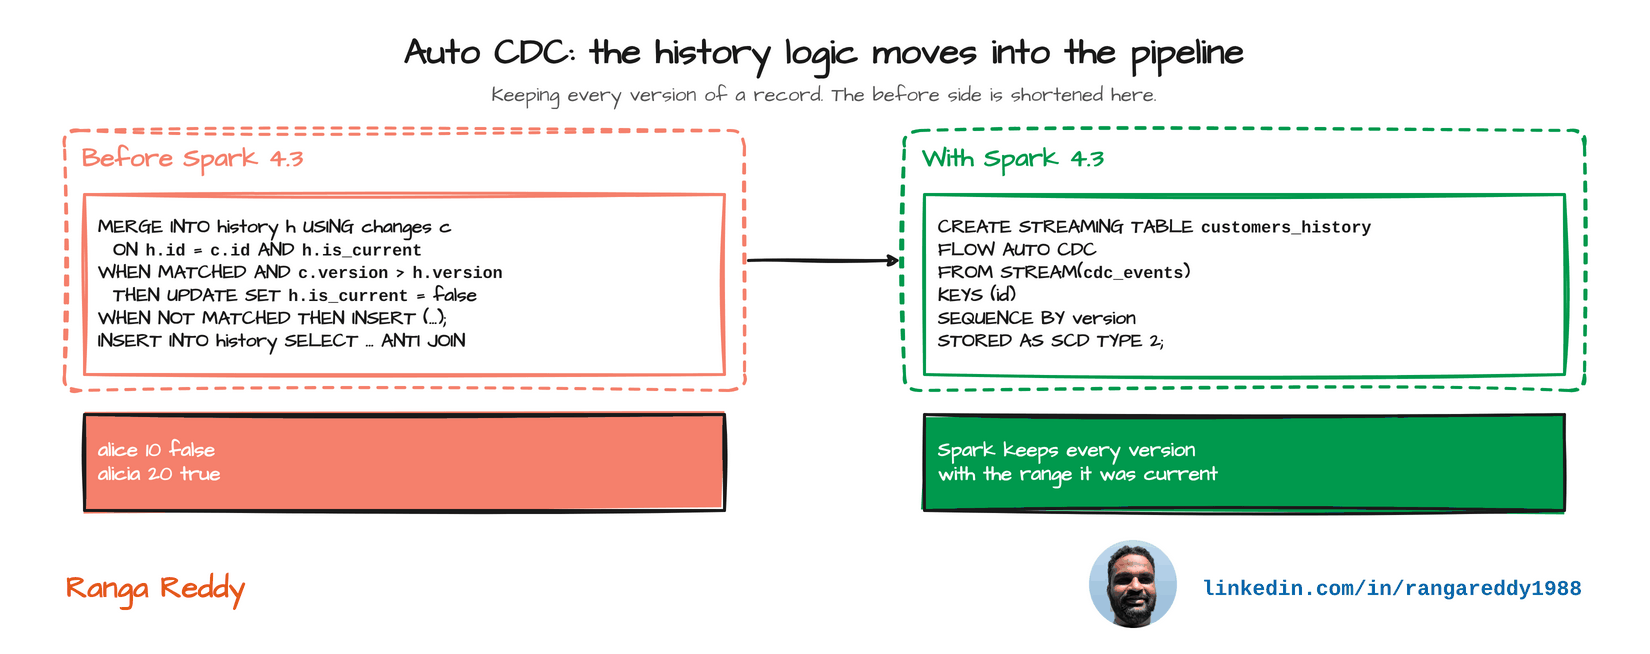 Auto CDC: the history logic moves into the pipeline
Keeping every version of a record. The before side is shortened here.
Before Spark 4.3
MERGE INTO history h USING changes c
ON h.id = c.id AND h.is_current
WHEN MATCHED AND c.version > h.version
THEN UPDATE SET h.is_current = false
WHEN NOT MATCHED THEN INSERT (…);
INSERT INTO history SELECT … ANTI JOIN
alice 10 false
alicia 20 true
With Spark 4.3
CREATE STREAMING TABLE customers_history
FLOW AUTO CDC
FROM STREAM(cdc_events)
KEYS (id)
SEQUENCE BY version
STORED AS SCD TYPE 2;
Spark keeps every version
with the range it was current
Ranga Reddy
linkedin.com/in/rangareddy1988